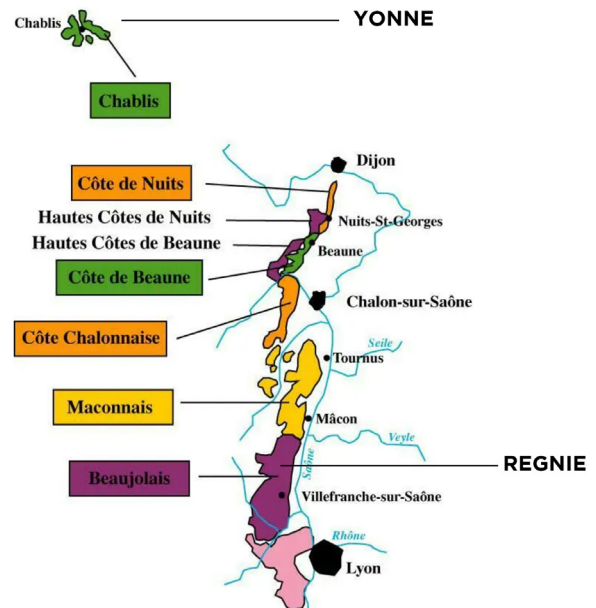 Chablis
YONNE
Chablis
Dijon
Côte de Nuits
Hautes Côtes de Nuits
Nuits-St-Georges
Hautes Côtes de Beaune
Beaune
Côte de Beaune
Chalon-sur-Saône
Côte Chalonnaise
Seile
Tournus
Maconnais
Mâcon
Veyle
Saône
REGNIE
Beaujolais
Villefranche-sur-Saône
Rhône
Lyon